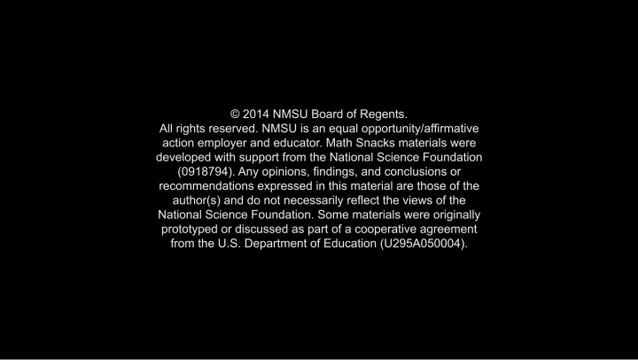 © 2014 NMSU Board of Regents.
All rights reserved. NMSU is an equal opportunity/affirmative
action employer and educator. Math Snacks materials were
developed with support from the National Science Foundation
(0918794). Any opinions, findings, and conclusions or
recommendations expressed in this material are those of the
author(s) and do not necessarily reflect the views of the
National Science Foundation. Some materials were originally
prototyped or discussed as part of a cooperative agreement
from the U.S. Department of Education (U295A050004).